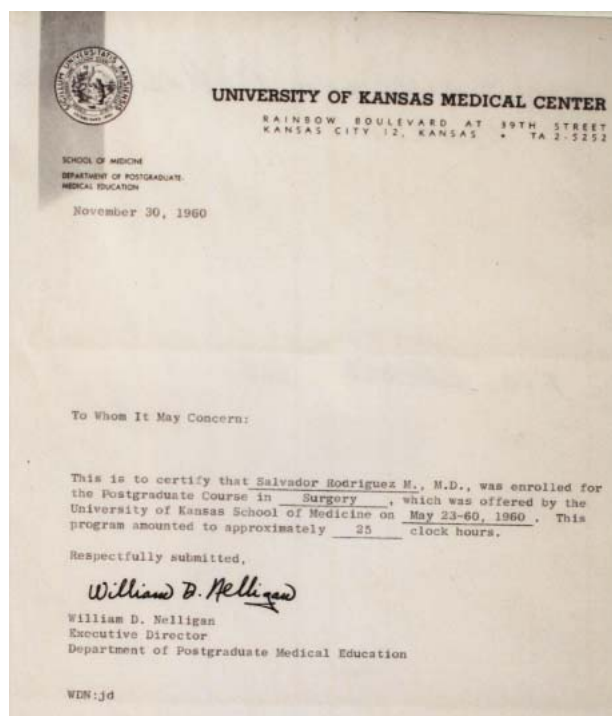 SIGILLUM UNIVERSITATIS KANSIENSIS
UNIVERSITY OF KANSAS MEDICAL CENTER
RAINBOW BOULEVARD AT 39TH STREET
KANSAS CITY 12, KANSAS • TA 2-5252
SCHOOL OF MEDICINE
DEPARTMENT OF POSTGRADUATE
MEDICAL EDUCATION
November 30, 1960
To Whom It May Concern:
This is to certify that Salvador Rodriguez M., M.D., was enrolled for
the Postgraduate Course in Surgery , which was offered by the
University of Kansas School of Medicine on May 23-60, 1960 . This
program amounted to approximately 25 clock hours.
Respectfully submitted,
William D. Nelligan
William D. Nelligan
Executive Director
Department of Postgraduate Medical Education
WDN:jd